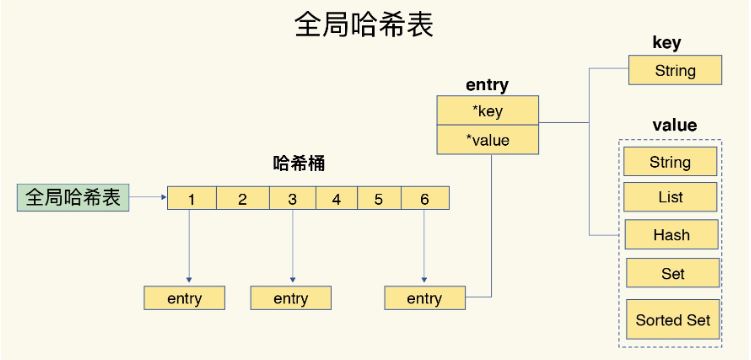 全局哈希表
key
String
entry
*key
*value
value
String
List
Hash
Set
Sorted Set
哈希桶
全局哈希表
1 2 3 4 5 6
entry entry entry